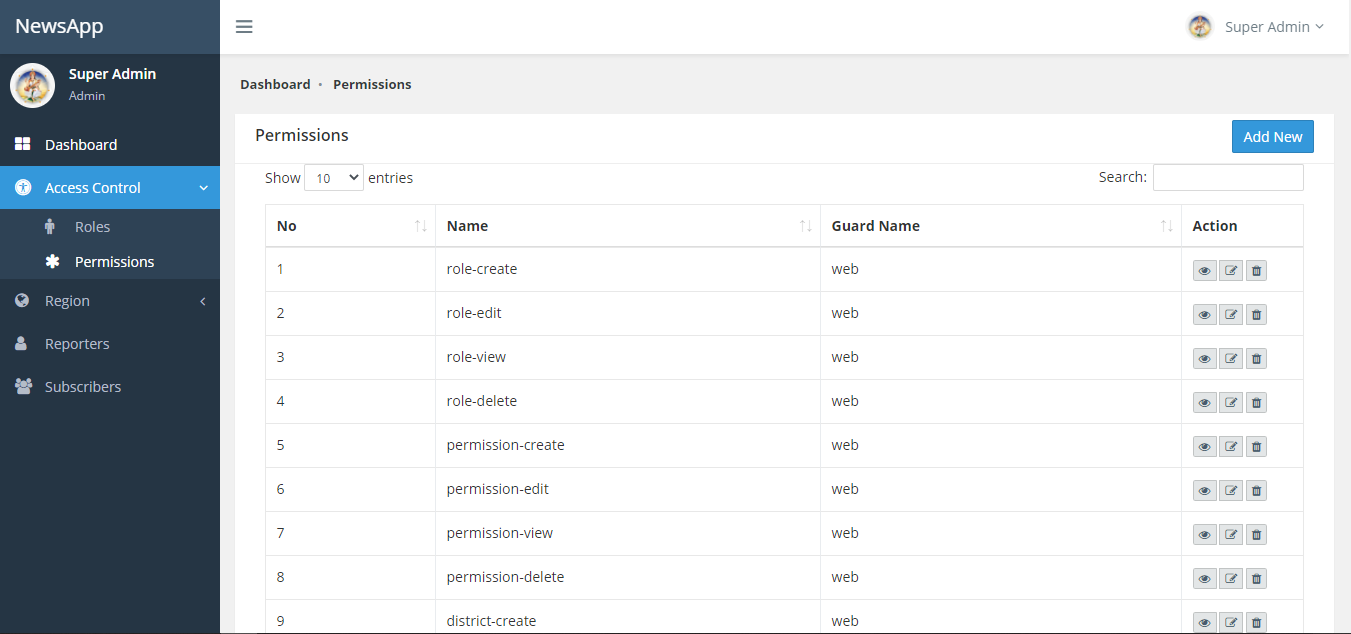 NewsApp
Super Admin
Super Admin
Admin
Dashboard
Access Control
Roles
Permissions
Region
Reporters
Subscribers
Dashboard • Permissions
Permissions
Add New
Show 10 entries
Search:
No Name Guard Name Action
1 role-create web
2 role-edit web
3 role-view web
4 role-delete web
5 permission-create web
6 permission-edit web
7 permission-view web
8 permission-delete web
9 district-create web